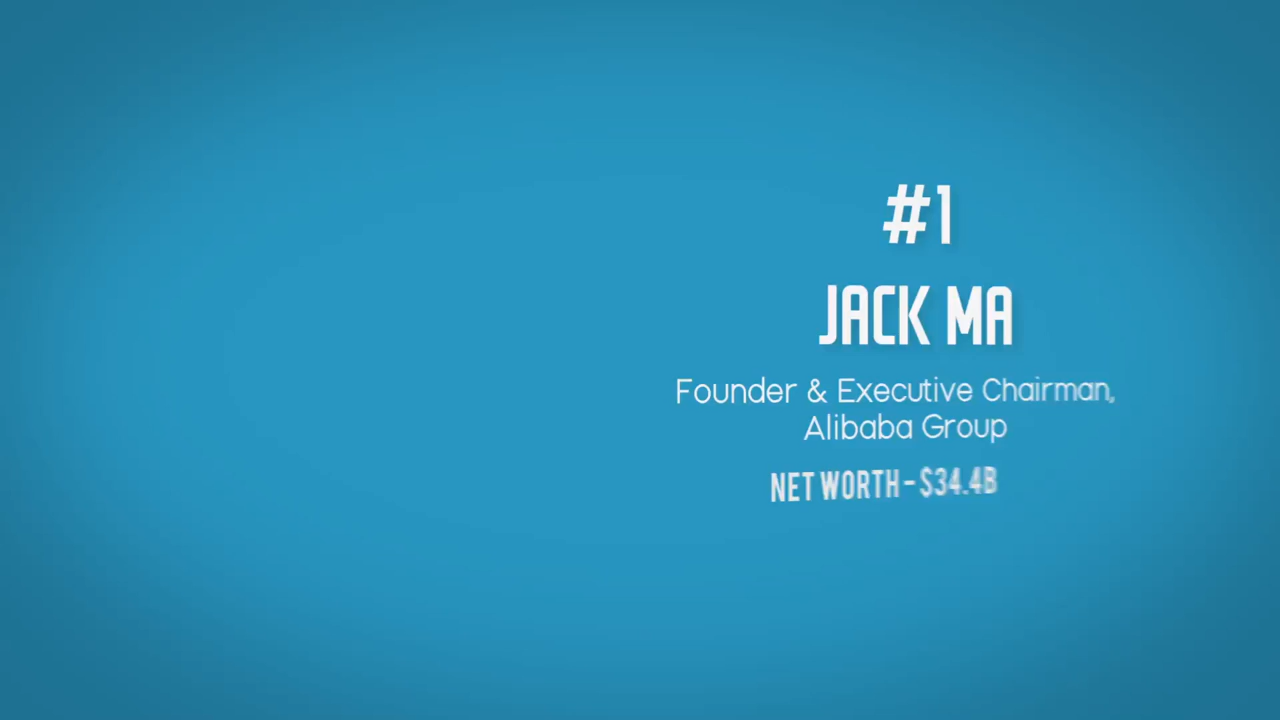 #1
JACK MA
Founder & Executive Chairman,
Alibaba Group
NET WORTH - $34.4B